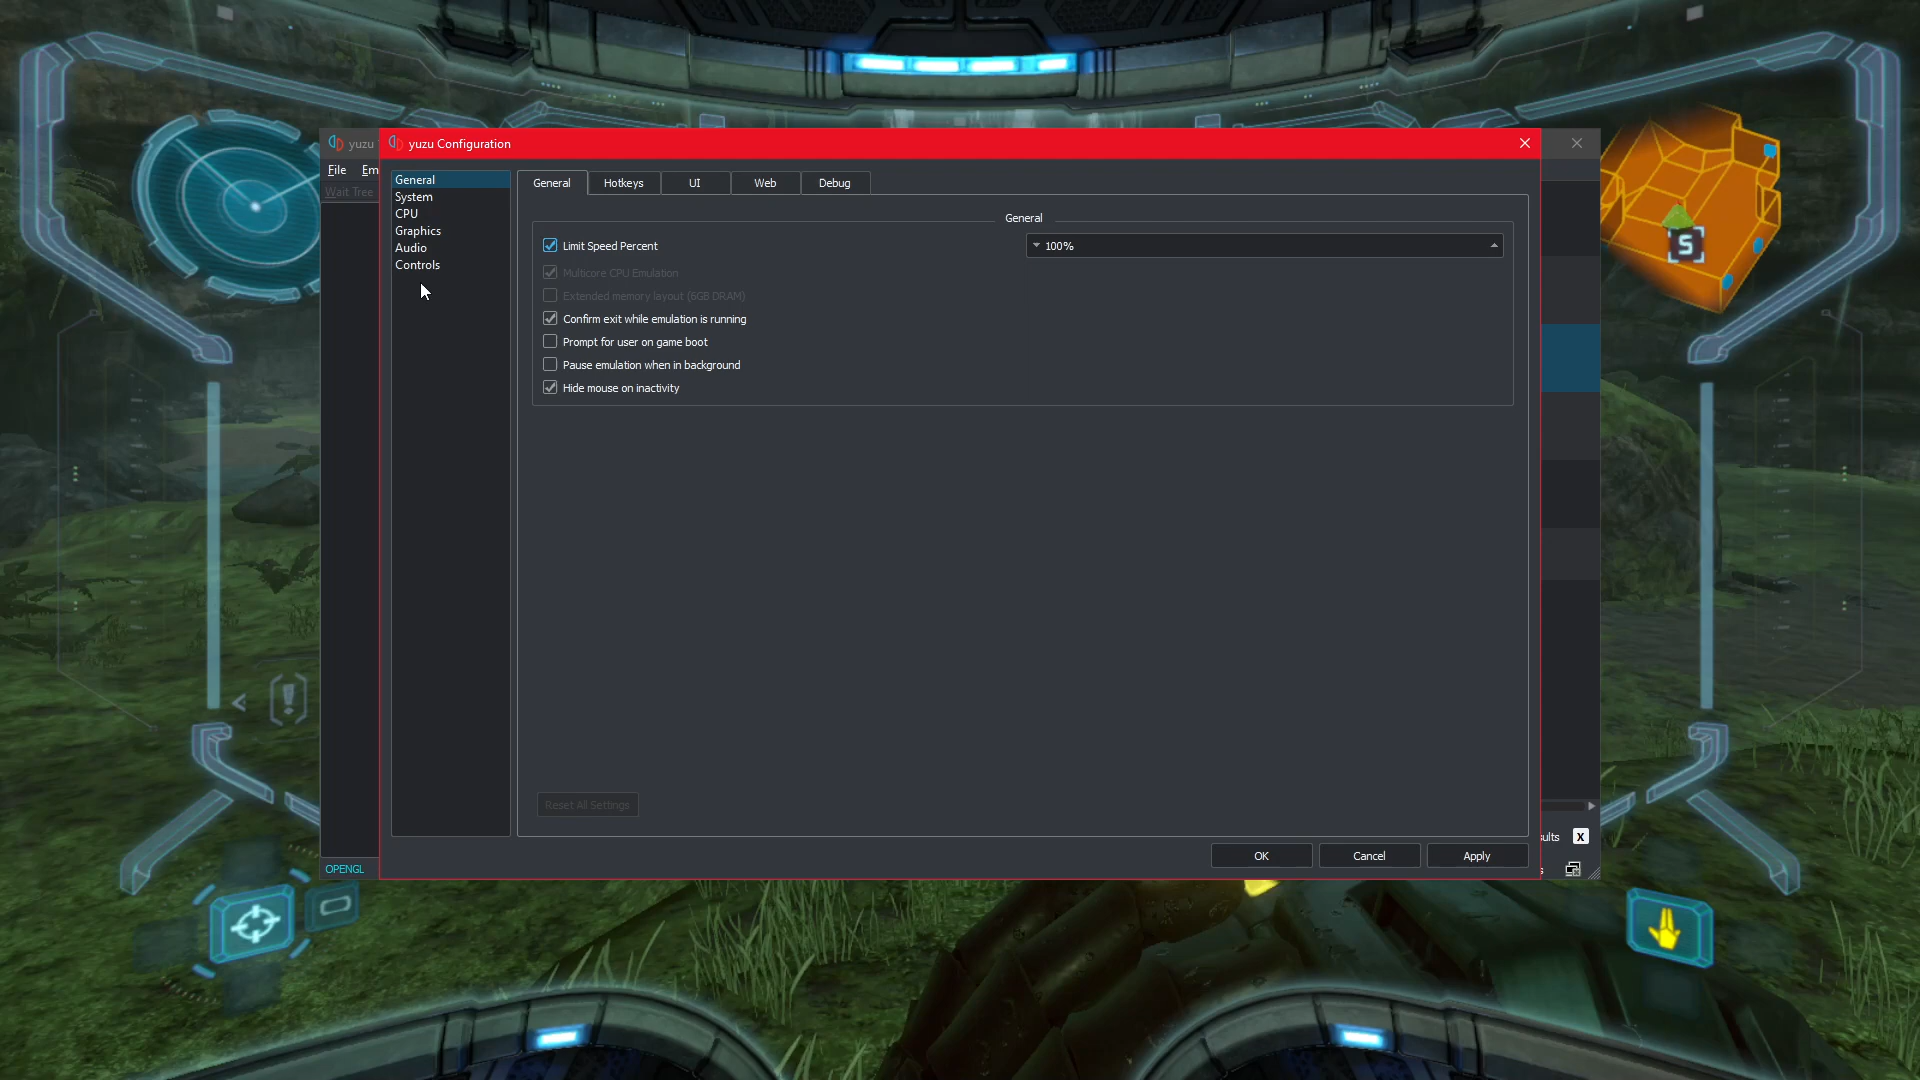 yuzu
yuzu Configuration
File Em
Wait Tree
General
System
CPU
Graphics
Audio
Controls
General Hotkeys UI Web Debug
General
Limit Speed Percent 100%
Multicore CPU Emulation
Extended memory layout (6GB DRAM)
Confirm exit while emulation is running
Prompt for user on game boot
Pause emulation when in background
Hide mouse on inactivity
Reset All Settings
OK Cancel Apply
OPENGL
ults X
s
S